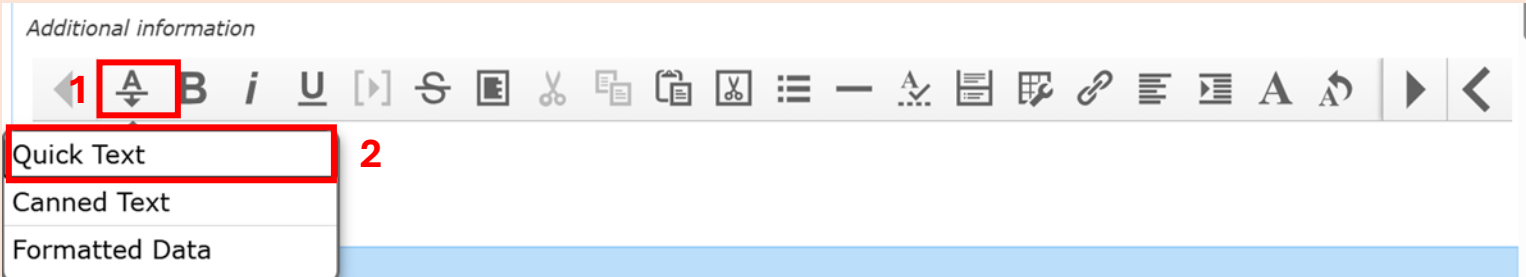 Additional information
1
Quick Text 2
Canned Text
Formatted Data